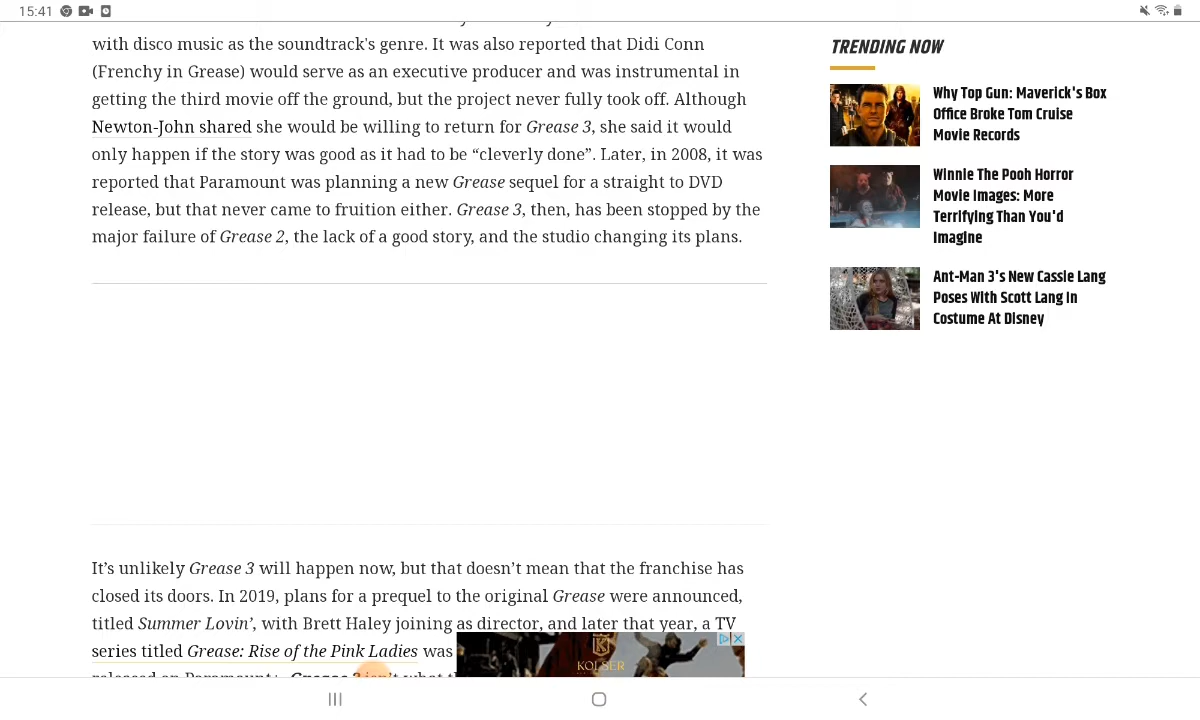 15:41
with disco music as the soundtrack's genre. It was also reported that Didi Conn
(Frenchy in Grease) would serve as an executive producer and was instrumental in
getting the third movie off the ground, but the project never fully took off. Although
Newton-John shared she would be willing to return for Grease 3, she said it would
only happen if the story was good as it had to be “cleverly done”. Later, in 2008, it was
reported that Paramount was planning a new Grease sequel for a straight to DVD
release, but that never came to fruition either. Grease 3, then, has been stopped by the
major failure of Grease 2, the lack of a good story, and the studio changing its plans.
It’s unlikely Grease 3 will happen now, but that doesn’t mean that the franchise has
closed its doors. In 2019, plans for a prequel to the original Grease were announced,
titled Summer Lovin’, with Brett Haley joining as director, and later that year, a TV
series titled Grease: Rise of the Pink Ladies was
KOLSER
TRENDING NOW
Why Top Gun: Maverick's Box
Office Broke Tom Cruise
Movie Records
Winnie The Pooh Horror
Movie Images: More
Terrifying Than You'd
Imagine
Ant-Man 3's New Cassie Lang
Poses With Scott Lang In
Costume At Disney